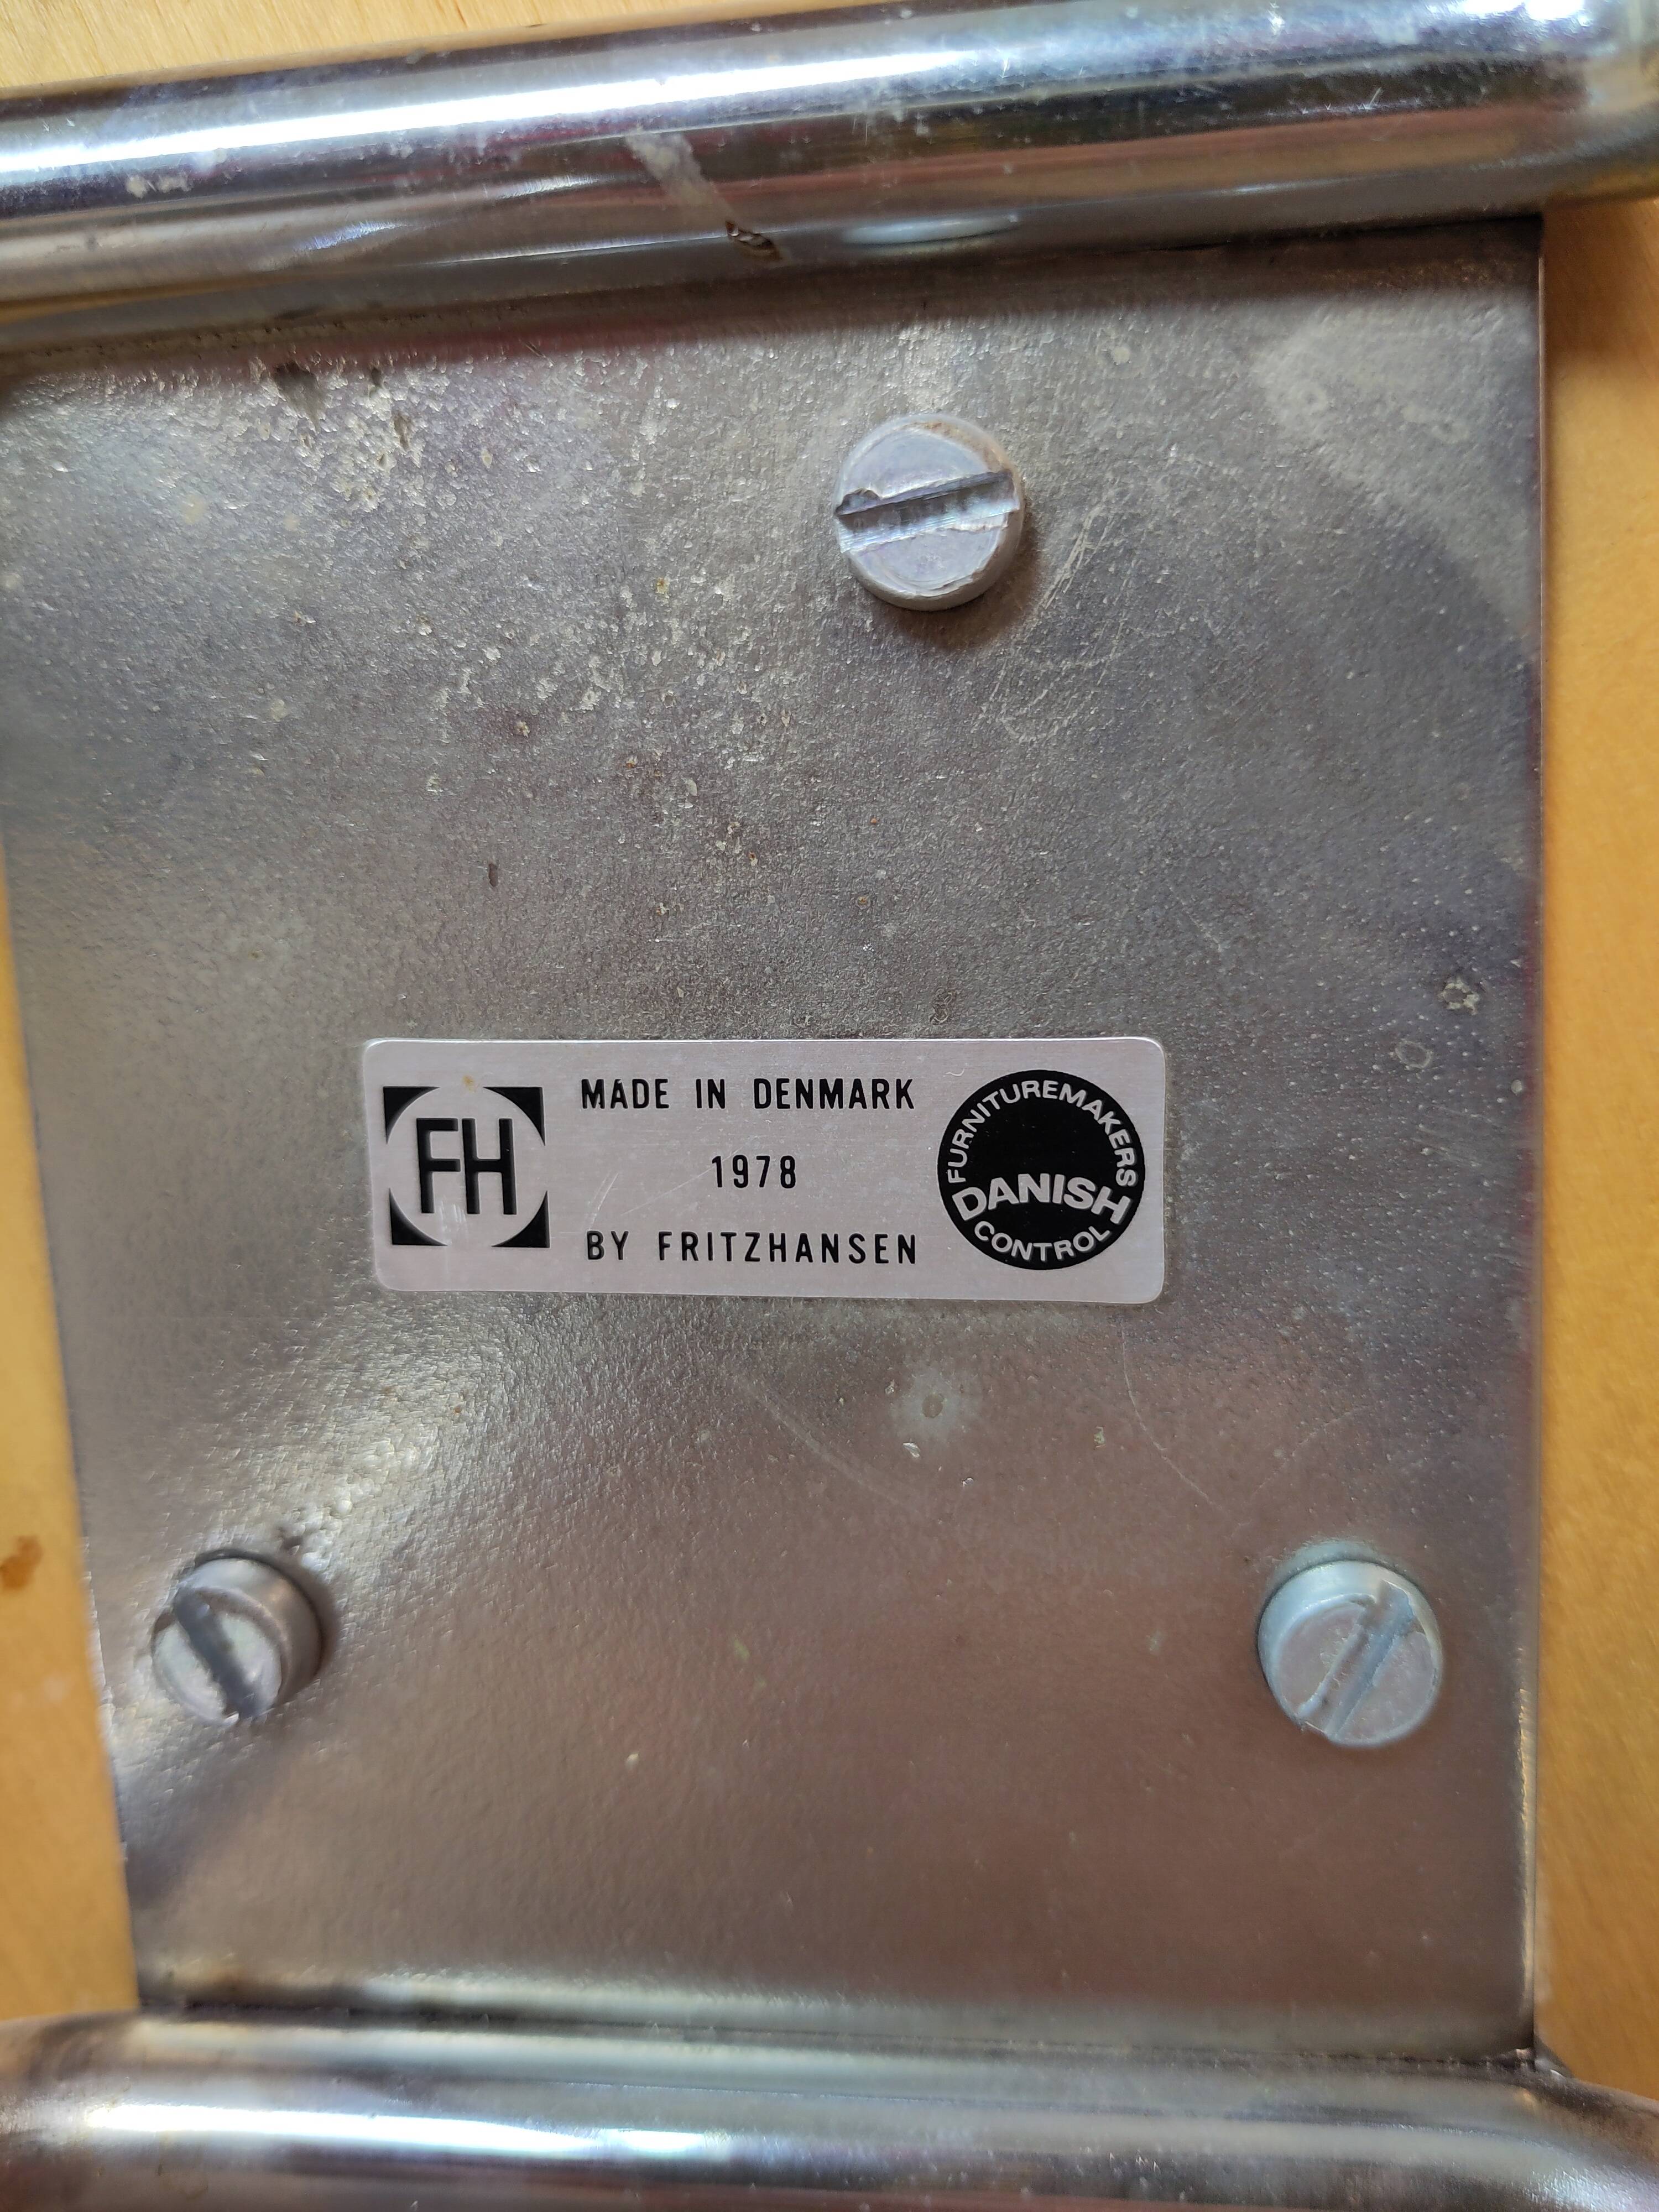 FH
MADE IN DENMARK
1978
BY FRITZHANSEN
FURNITUREMAKERS
DANISH
CONTROL